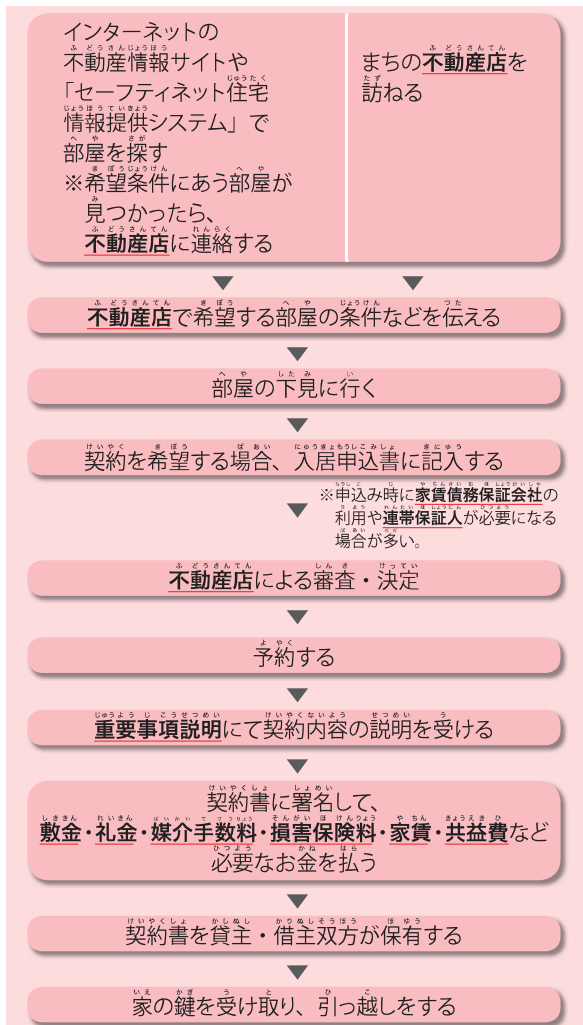 インターネットの
不動産情報サイトや
「セーフティネット住宅
情報提供システム」で
部屋を探す
※希望条件にあう部屋が
見つかったら、
不動産店に連絡する
まちの不動産店を
訪ねる
不動産店で希望する部屋の条件などを伝える
部屋の下見に行く
契約を希望する場合、入居申込書に記入する
※申込み時に家賃債務保証会社の
利用や連帯保証人が必要になる
場合が多い。
不動産店による審査・決定
予約する
重要事項説明にて契約内容の説明を受ける
契約書に署名して、
敷金・礼金・媒介手数料・損害保険料・家賃・共益費など
必要なお金を払う
契約書を貸主・借主双方が保有する
家の鍵を受け取り、引っ越しをする